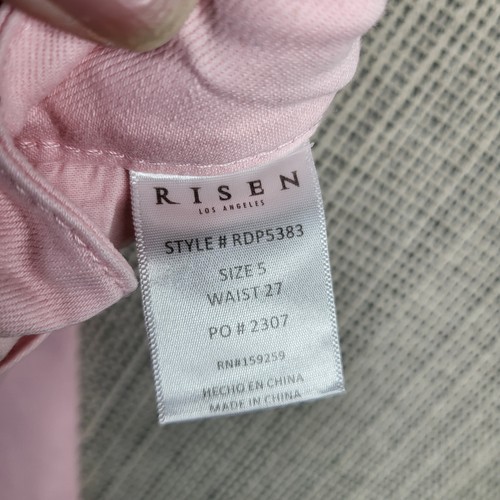 RISEN
LOS ANGELES
STYLE # RDP5383
SIZE 5
WAIST 27
PO # 2307
RN#159259
HECHO EN CHINA
MADE IN CHINA